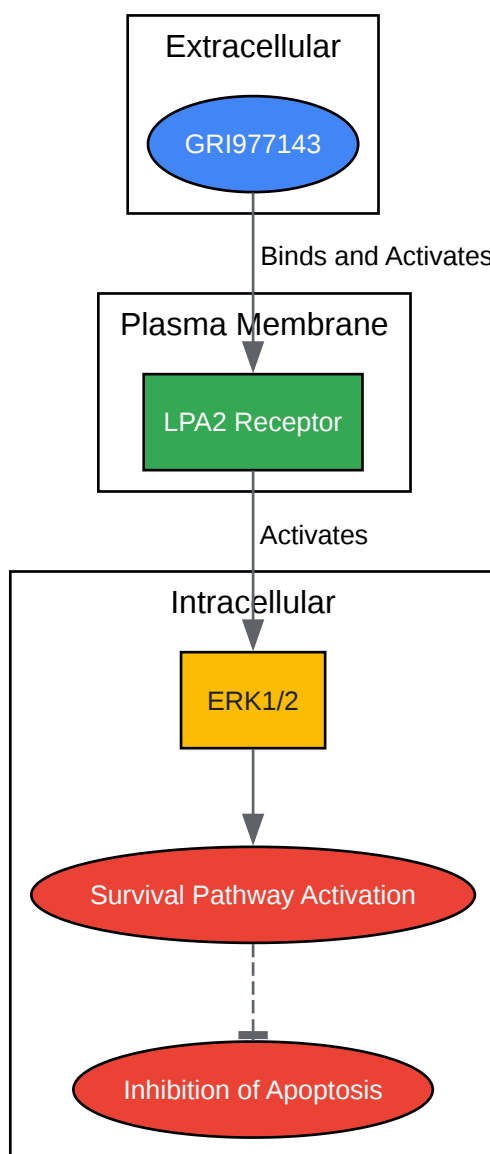 Extracellular
GRI977143
Binds and Activates
Plasma Membrane
LPA2 Receptor
Activates
Intracellular
ERK1/2
Survival Pathway Activation
Inhibition of Apoptosis